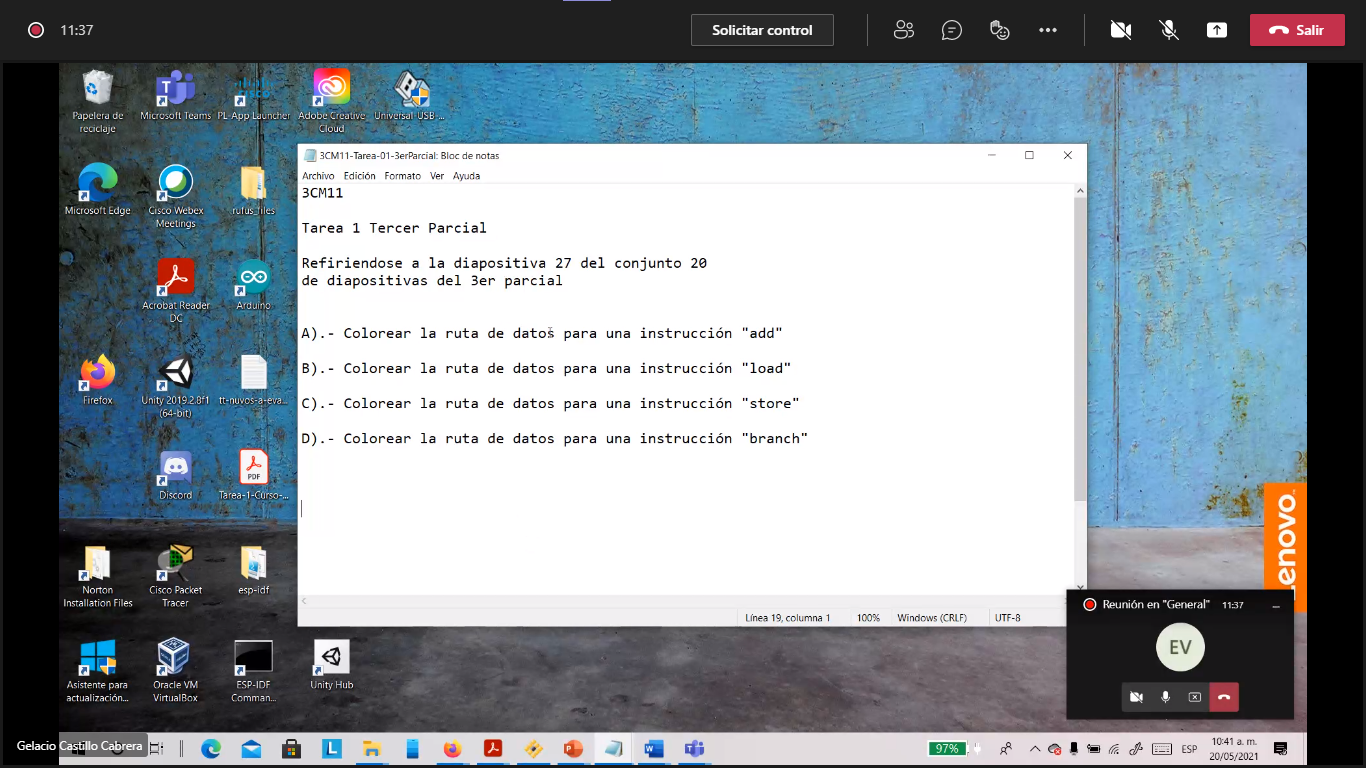 11:37
Solicitar control
Salir
Papelera de
reciclaje
Microsoft Teams
PL-App Launcher
Adobe Creative
Cloud
Universal-USB-...
Microsoft Edge
Cisco Webex
Meetings
rufus_files
Acrobat Reader
DC
Arduino
Firefox
Unity 2019.2.8f1
(64-bit)
tt-nuvos-a-eva...
Discord
Tarea-1-Curso-...
Norton
Installation Files
Cisco Packet
Tracer
esp-idf
Asistente para
actualización...
Oracle VM
VirtualBox
ESP-IDF
Comman...
Unity Hub
3CM11-Tarea-01-3erParcial: Bloc de notas
Archivo Edición Formato Ver Ayuda
3CM11
Tarea 1 Tercer Parcial
Refiriendose a la diapositiva 27 del conjunto 20
de diapositivas del 3er parcial
A).- Colorear la ruta de datos para una instrucción "add"
B).- Colorear la ruta de datos para una instrucción "load"
C).- Colorear la ruta de datos para una instrucción "store"
D).- Colorear la ruta de datos para una instrucción "branch"
Línea 19, columna 1 100% Windows (CRLF) UTF-8
Lenovo
Reunión en "General" 11:37
EV
Gelacio Castillo Cabrera
97%
ESP
10:41 a. m.
20/05/2021